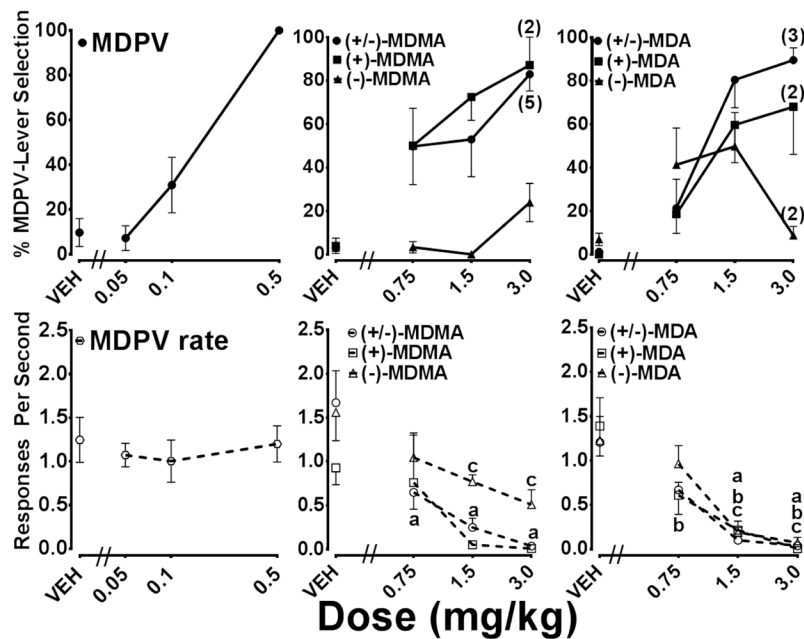 % MDPV-Lever Selection
100
80
60
40
20
0
MDPV
VEH
0.05
0.1
0.5
100
80
60
40
20
0
(+/-)-MDMA
(+)-MDMA
(-)-MDMA
(2)
(5)
VEH
0.75
1.5
3.0
100
80
60
40
20
0
(+/-)-MDA
(+)-MDA
(-)-MDA
(3)
(2)
(2)
VEH
0.75
1.5
3.0
Responses Per Second
2.5
2.0
1.5
1.0
0.5
0.0
MDPV rate
VEH
0.05
0.1
0.5
2.5
2.0
1.5
1.0
0.5
0.0
(+/-)-MDMA
(+)-MDMA
(-)-MDMA
c
c
a
a
a
VEH
0.75
1.5
3.0
2.5
2.0
1.5
1.0
0.5
0.0
(+/-)-MDA
(+)-MDA
(-)-MDA
b
a
b
c
a
b
c
VEH
0.75
1.5
3.0
Dose (mg/kg)